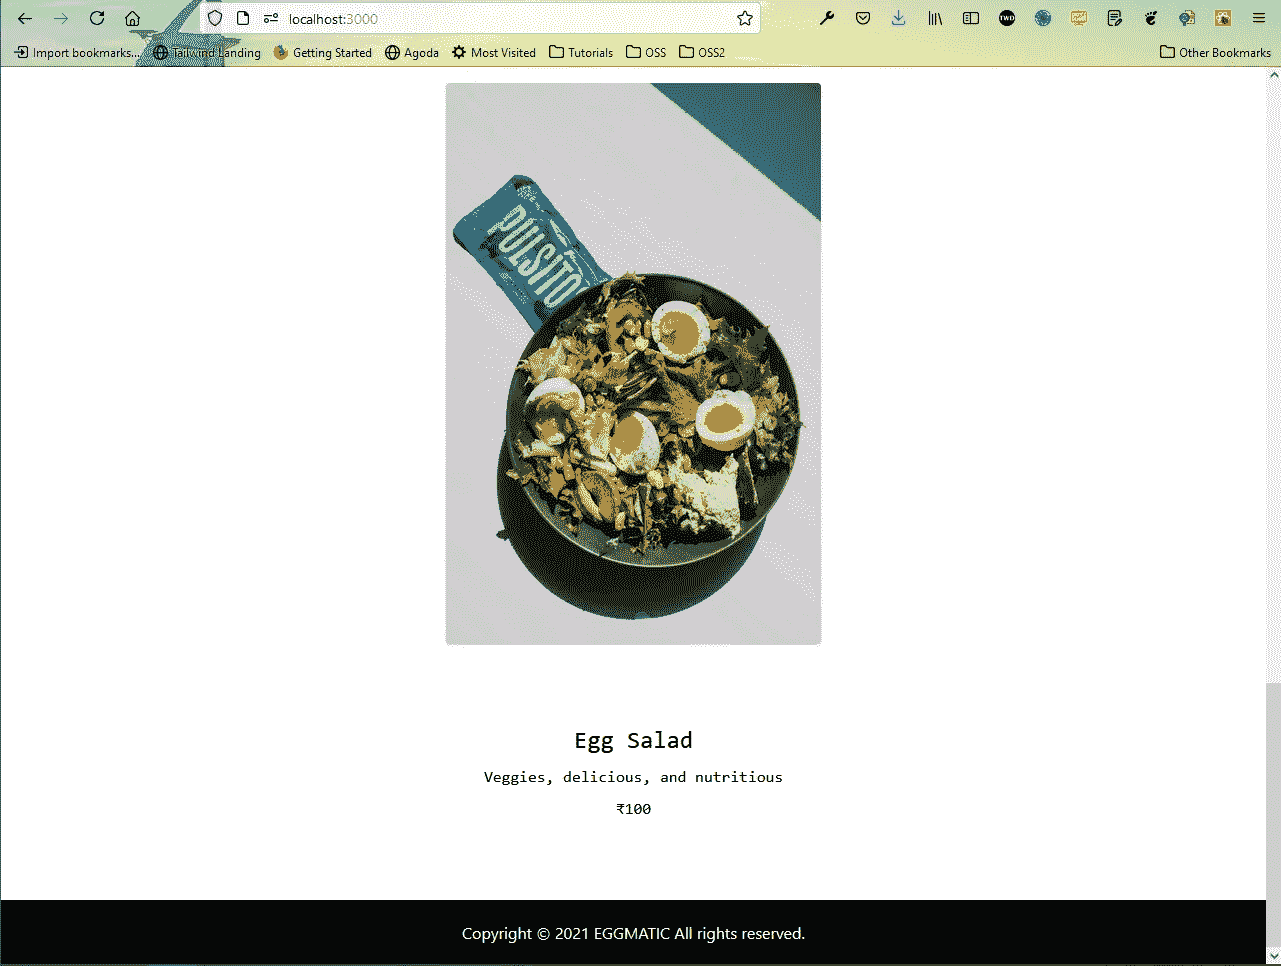 localhost:3000
TWD
Import bookmarks... Tailwind Landing Getting Started Agoda Most Visited Tutorials OSS OSS2 Other Bookmarks
PULSITO
Egg Salad
Veggies, delicious, and nutritious
₹100
Copyright © 2021 EGGMATIC All rights reserved.